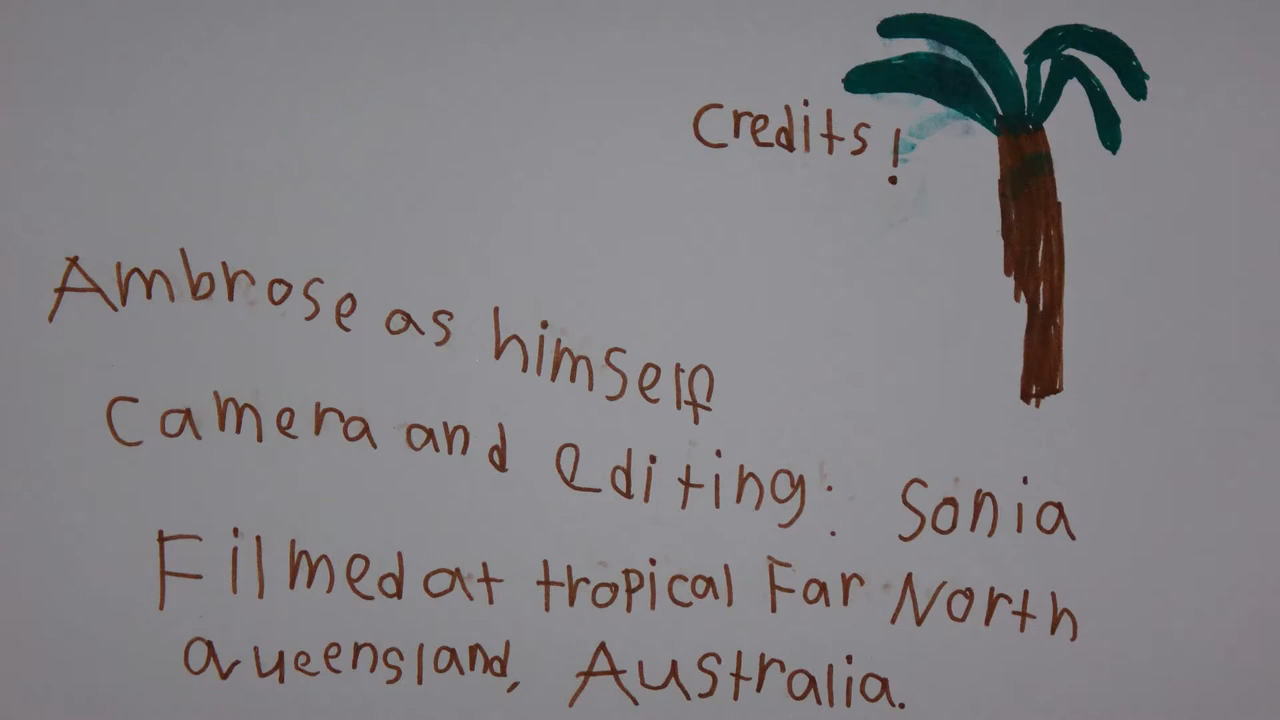 Credits!
Ambrose as himself
Camera and editing: Sonia
Filmed at tropical Far North
Queensland, Australia.